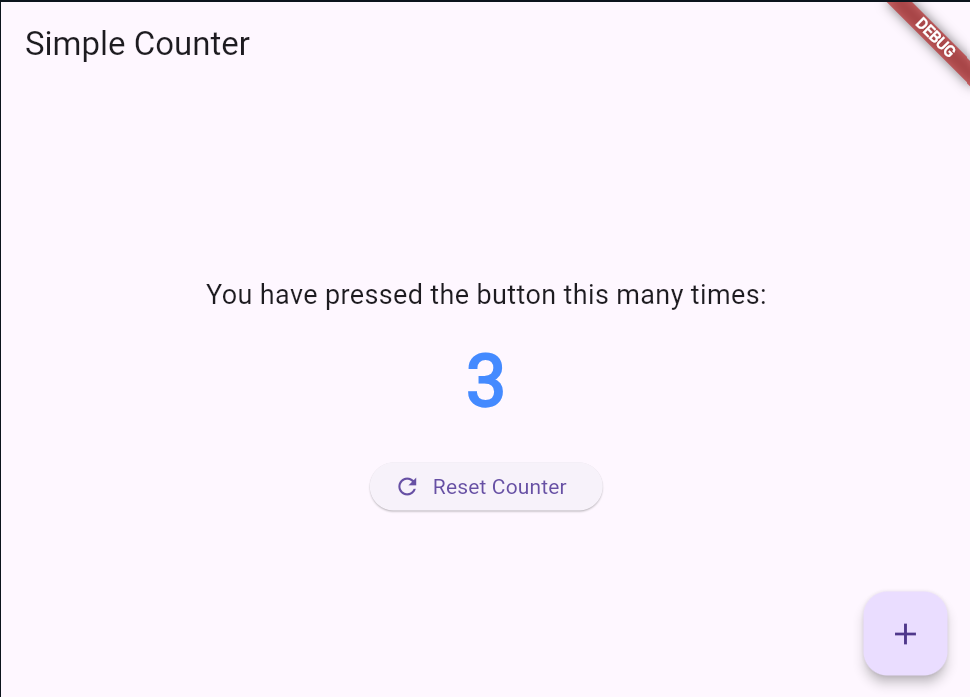 Simple Counter
DEBUG
You have pressed the button this many times:
3
Reset Counter